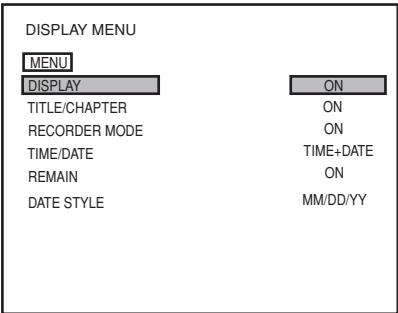 DISPLAY MENU
MENU
DISPLAY ON
TITLE/CHAPTER ON
RECORDER MODE ON
TIME/DATE TIME+DATE
REMAIN ON
DATE STYLE MM/DD/YY